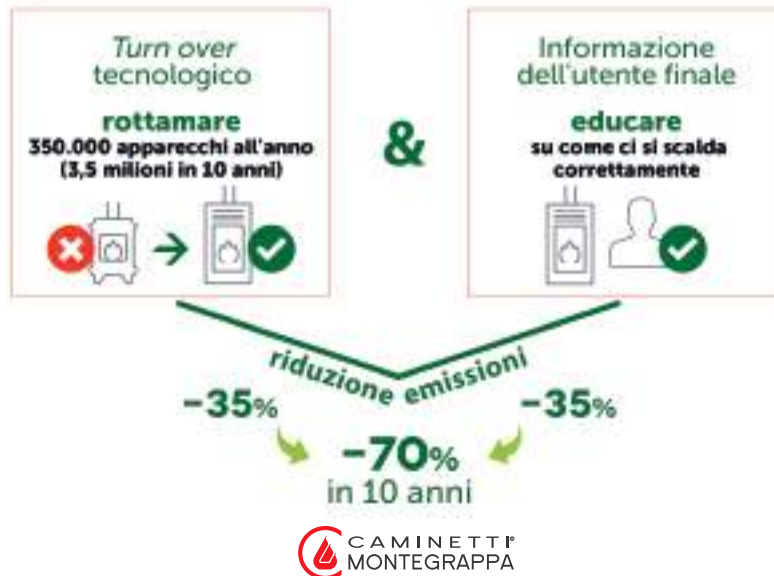 Turn over
tecnologico
rottamare
350.000 apparecchi all'anno
(3,5 milioni in 10 anni)
&
Informazione
dell'utente finale
educare
su come ci si scalda
correttamente
riduzione emissioni
-35%
-35%
-70%
in 10 anni
CAMINETTI®
MONTEGRAPPA